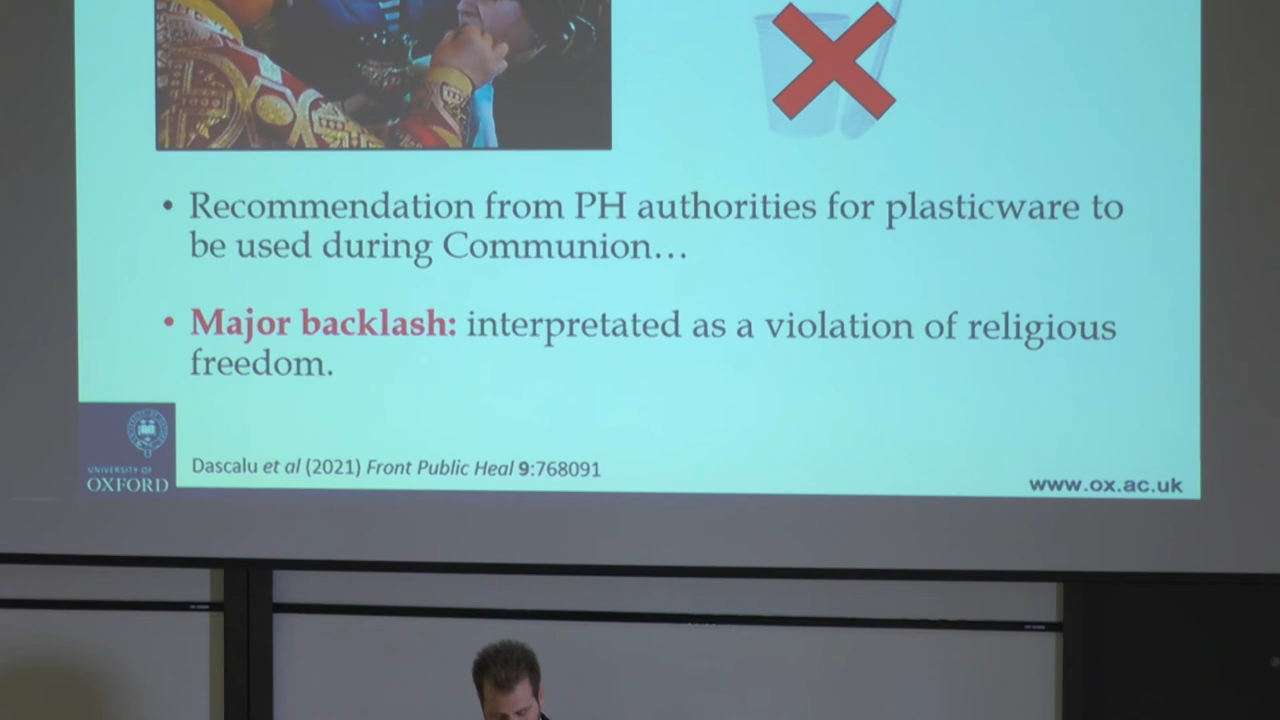 • Recommendation from PH authorities for plasticware to
be used during Communion…
• Major backlash: interpretated as a violation of religious
freedom.
UNIVERSITY OF
OXFORD
Dascalu et al (2021) Front Public Heal 9:768091
www.ox.ac.uk